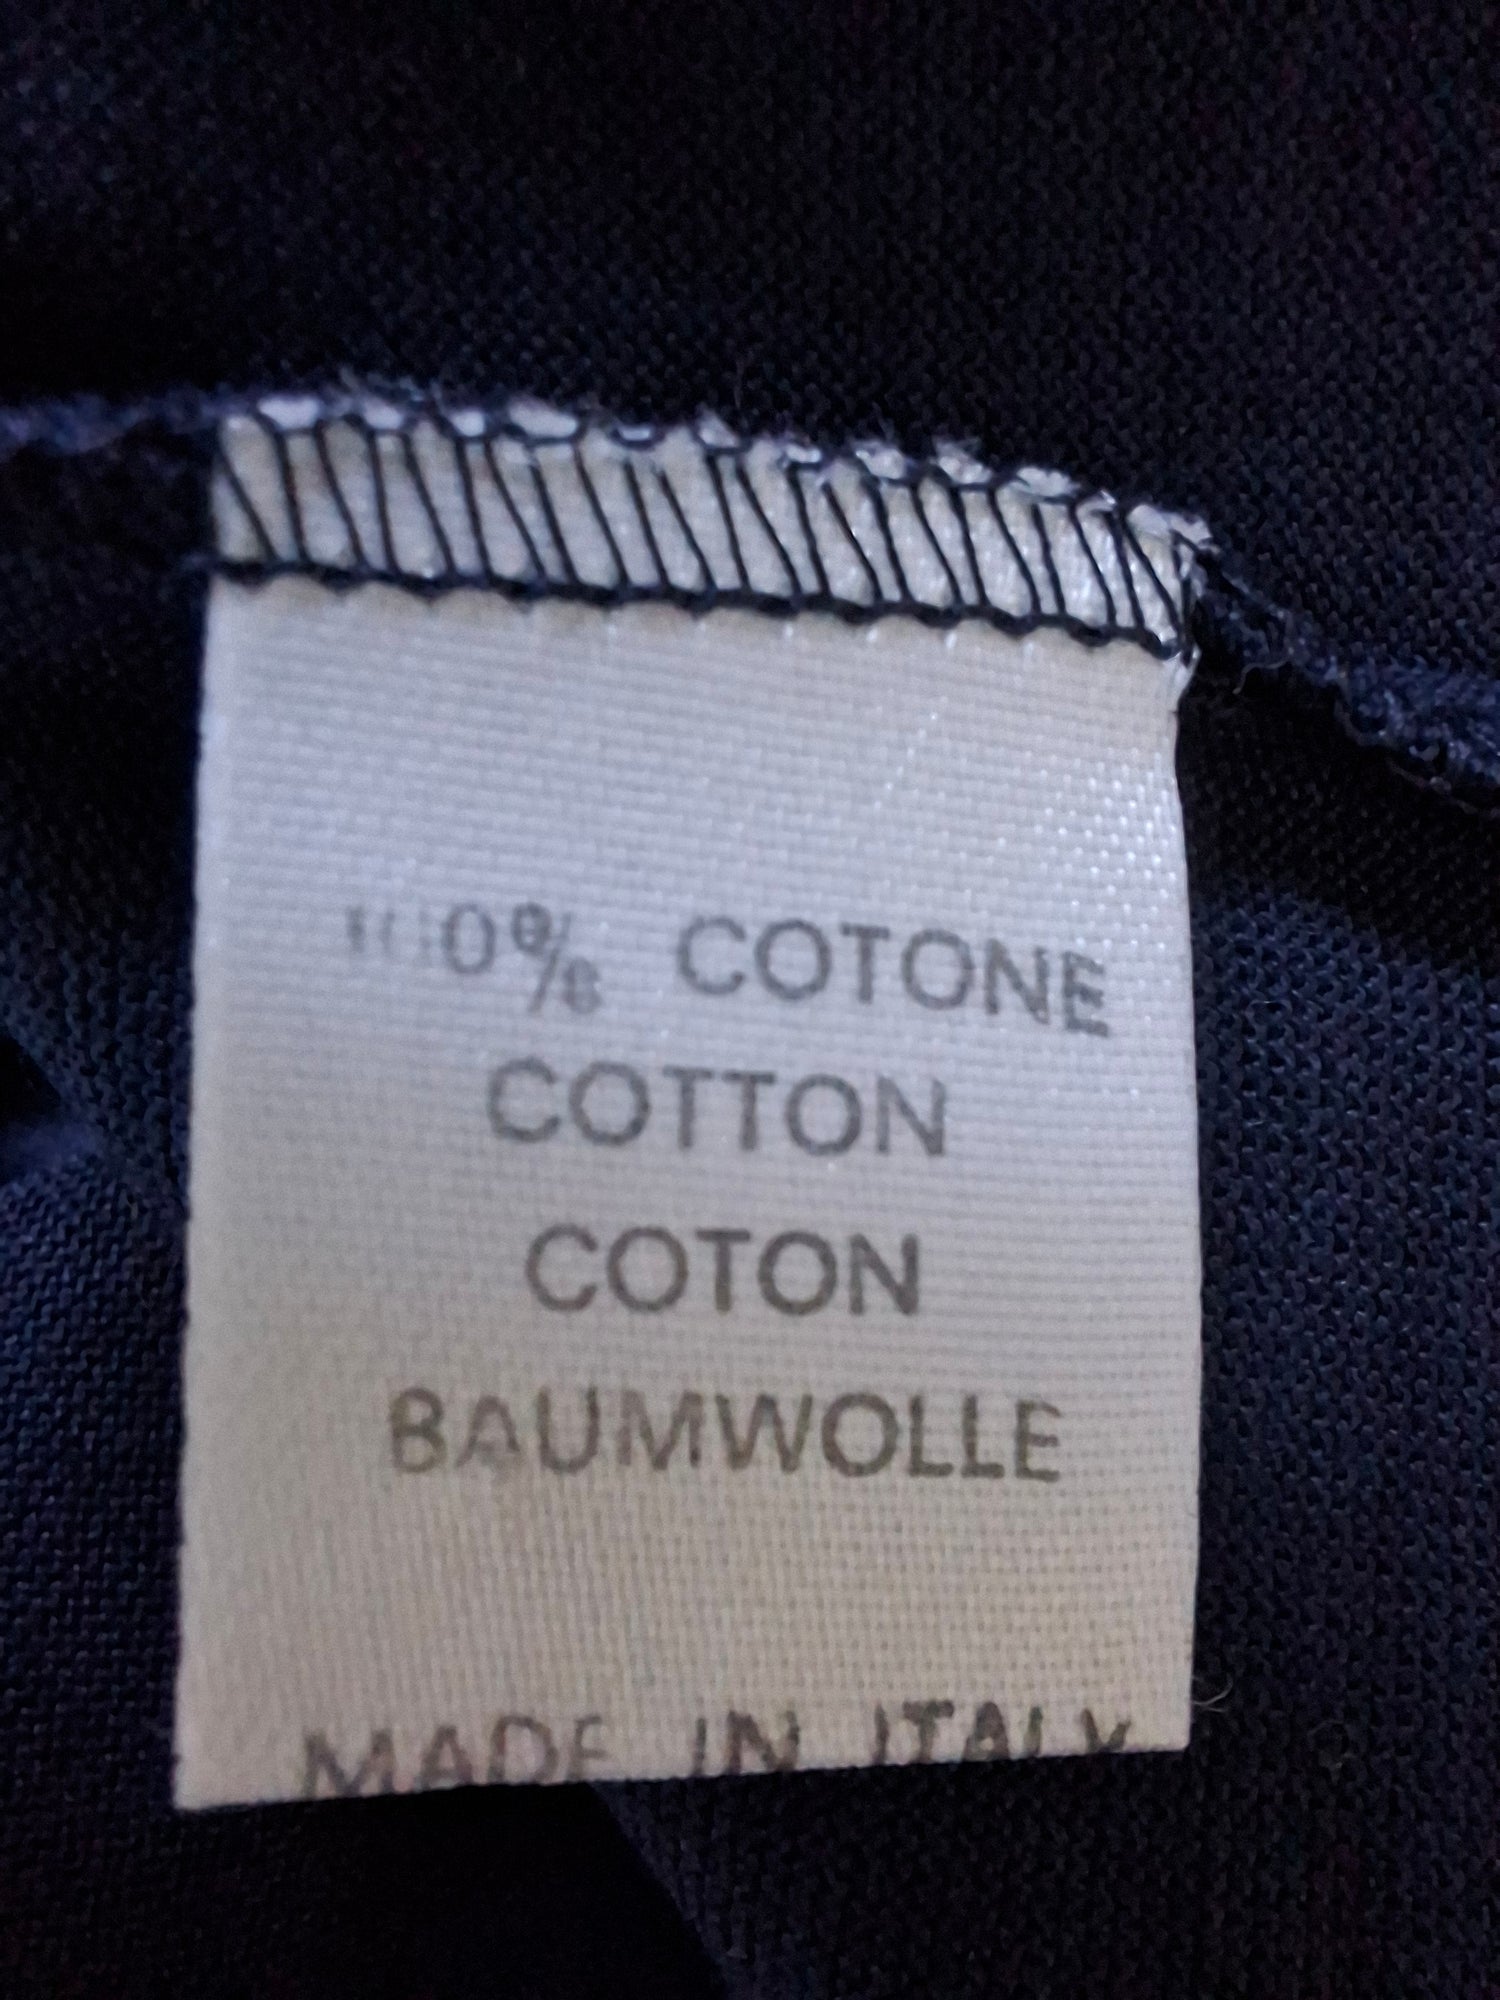 100% COTONE
COTTON
COTON
BAUMWOLLE
MADE IN ITALY